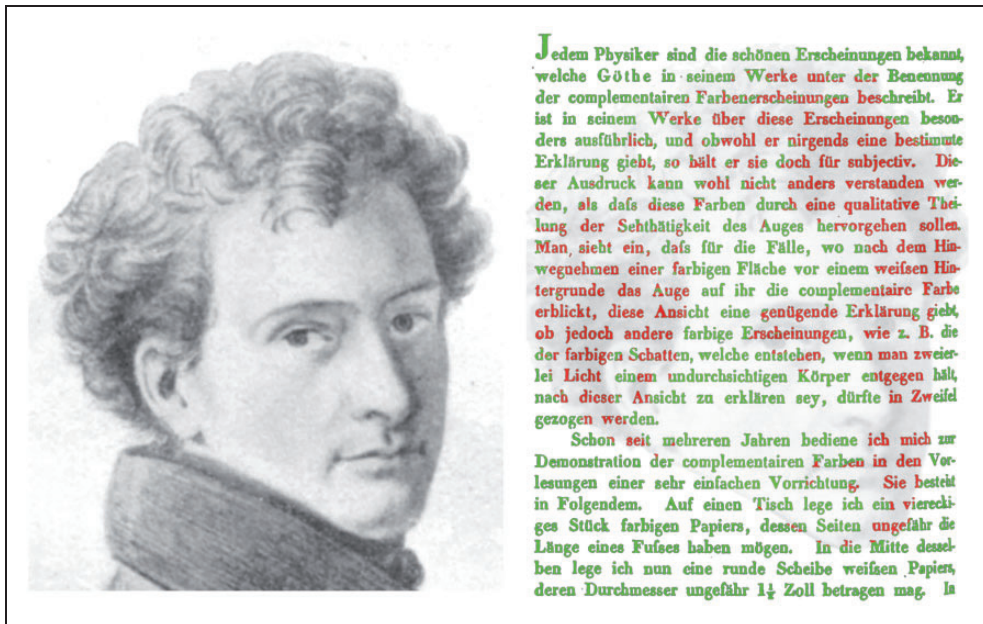 Jedem Physiker sind die schönen Erscheinungen bekannt,
welche Göthe in seinem Werke unter der Benennung
der complementairen Farbenerscheinungen beschreibt. Er
ist in seinem Werke über diese Erscheinungen beson-
ders ausführlich, und obwohl er nirgends eine bestimmte
Erklärung giebt, so hält er sie doch für subjectiv. Die-
ser Ausdruck kann wohl nicht anders verstanden wer-
den, als daſs diese Farben durch eine qualitative Thei-
lung der Sehthätigkeit des Auges hervorgehen sollen.
Man sieht ein, daſs für die Fälle, wo nach dem Hin-
wegnehmen einer farbigen Fläche vor einem weiſsen Hin-
tergrunde das Auge auf ihr die complementaire Farbe
erblickt, diese Ansicht eine genügende Erklärung giebt,
ob jedoch andere farbige Erscheinungen, wie z. B. die
der farbigen Schatten, welche entstehen, wenn man zweier-
lei Licht einem undurchsichtigen Körper entgegen hält,
nach dieser Ansicht zu erklären sey, dürfte in Zweifel
gezogen werden.
Schon seit mehreren Jahren bediene ich mich zur
Demonstration der complementairen Farben in den Vor-
lesungen einer sehr einfachen Vorrichtung. Sie besteht
in Folgendem. Auf einen Tisch lege ich ein vierecki-
ges Stück farbigen Papiers, dessen Seiten ungefähr die
Länge eines Fuſses haben mögen. In die Mitte dessel-
ben lege ich nun eine runde Scheibe weiſsen Papiers,
deren Durchmesser ungefähr 1½ Zoll betragen mag. In